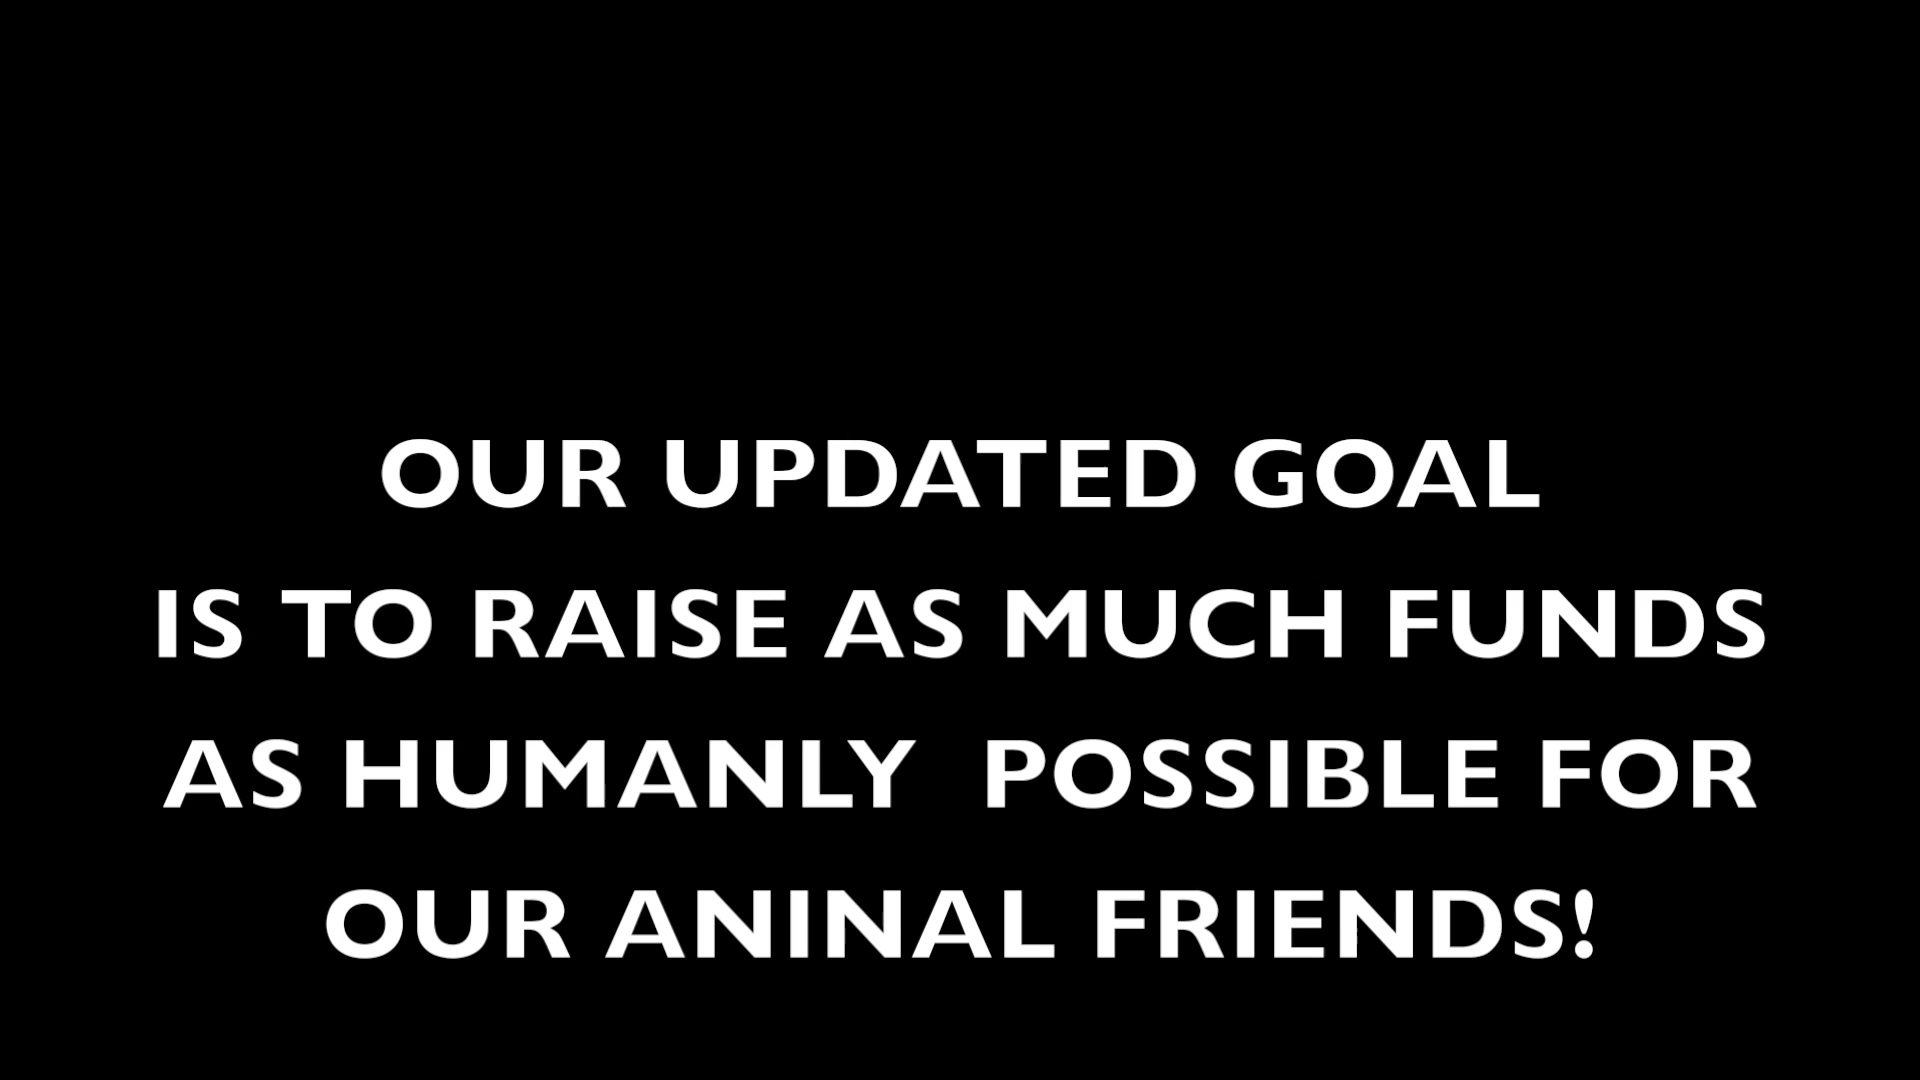 OUR UPDATED GOAL
IS TO RAISE AS MUCH FUNDS
AS HUMANLY  POSSIBLE FOR
OUR ANINAL FRIENDS!